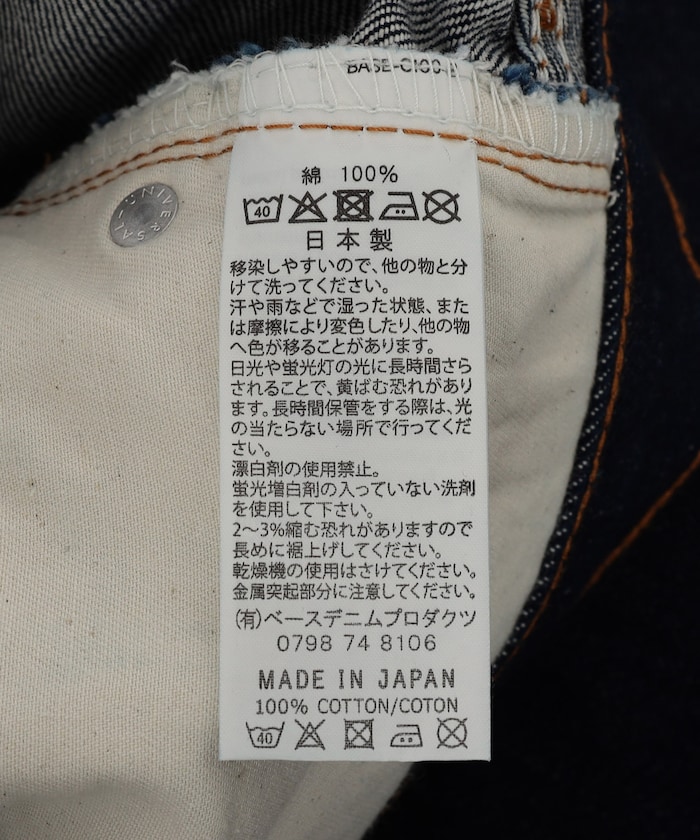 BASE-C100-
綿 100%
40
日本製
移染しやすいので、他の物と分
けて洗ってください。
汗や雨などで湿った状態、また
は摩擦により変色したり、他の物
へ色が移ることがあります。
日光や蛍光灯の光に長時間さら
されることで、黄ばむ恐れがあり
ます。長時間保管をする際は、光
の当たらない場所で行ってくだ
さい。
漂白剤の使用禁止。
蛍光増白剤の入っていない洗剤
を使用して下さい。
2〜3%縮む恐れがありますので
長めに裾上げしてください。
乾燥機の使用はさけてください。
金属突起部分に注意してください。
(有)ベースデニムプロダクツ
0798 74 8106
MADE IN JAPAN
100% COTTON/COTON
40
UNIVERSAL